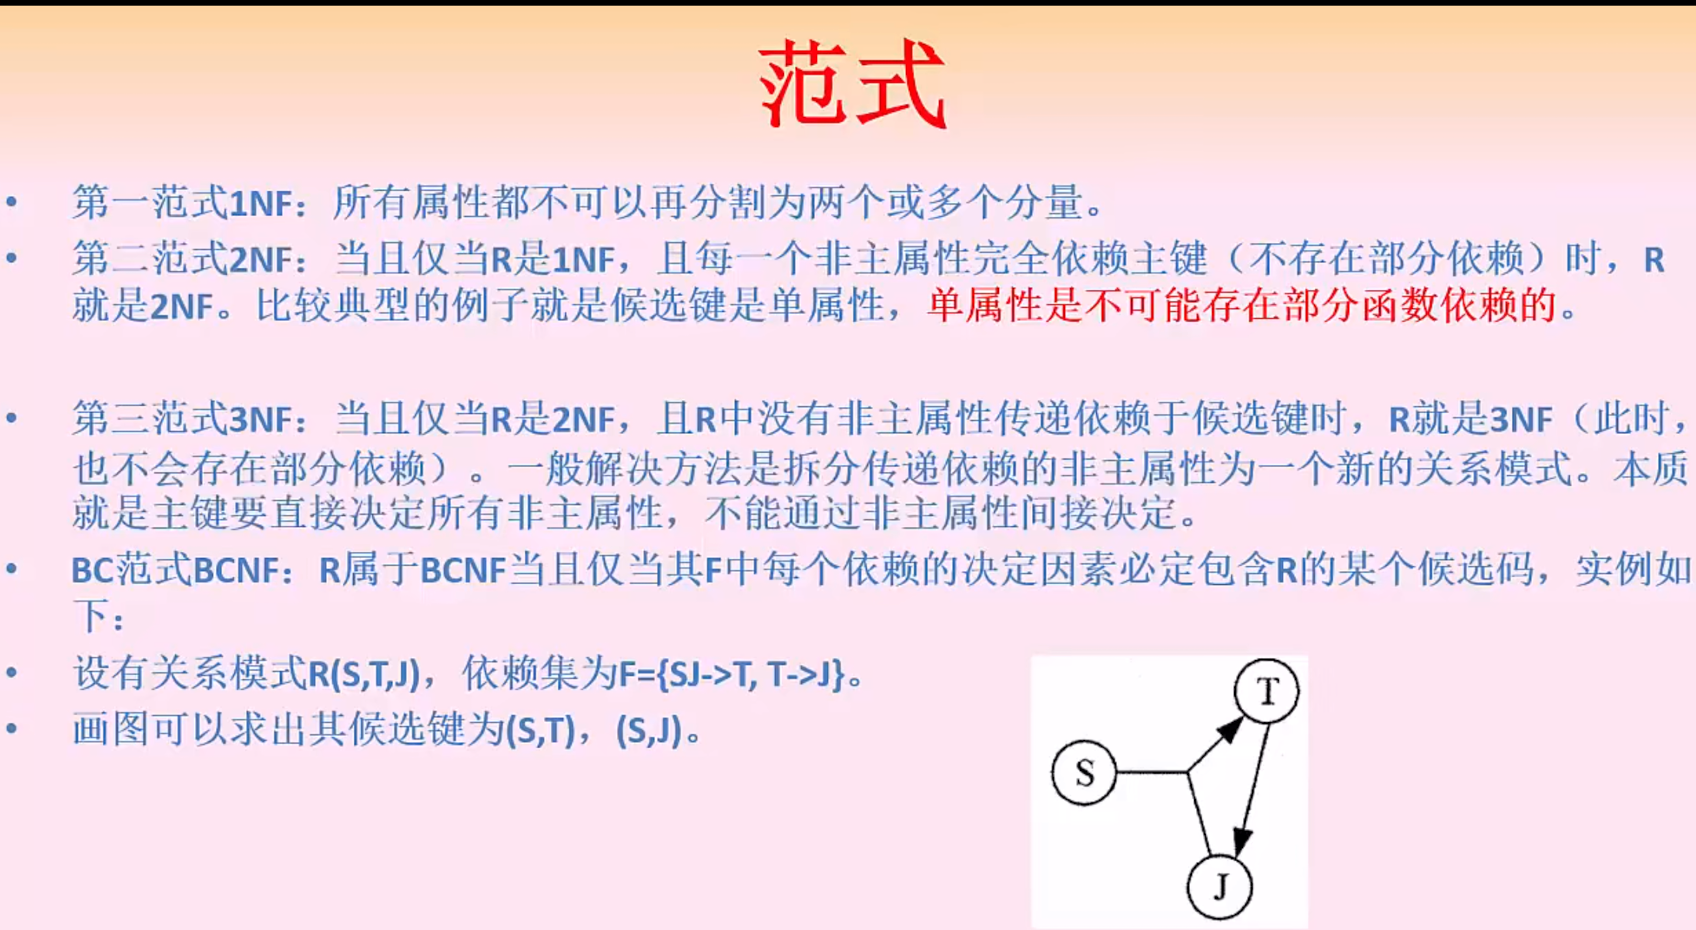 范式
• 第一范式1NF：所有属性都不可以再分割为两个或多个分量。
• 第二范式2NF：当且仅当R是1NF，且每一个非主属性完全依赖主键（不存在部分依赖）时，R
就是2NF。比较典型的例子就是候选键是单属性，单属性是不可能存在部分函数依赖的。
• 第三范式3NF：当且仅当R是2NF，且R中没有非主属性传递依赖于候选键时，R就是3NF（此时，
也不会存在部分依赖）。一般解决方法是拆分传递依赖的非主属性为一个新的关系模式。本质
就是主键要直接决定所有非主属性，不能通过非主属性间接决定。
• BC范式BCNF：R属于BCNF当且仅当其F中每个依赖的决定因素必定包含R的某个候选码，实例如
下：
• 设有关系模式R(S,T,J)，依赖集为F={SJ->T, T->J}。
• 画图可以求出其候选键为(S,T)，(S,J)。
T
S
J